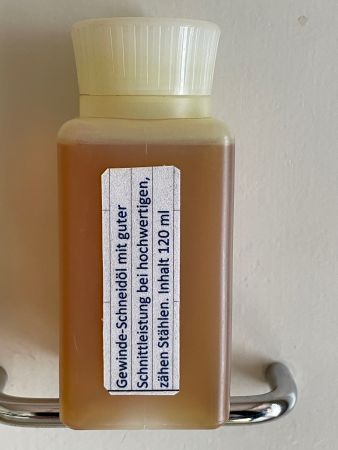 Gewinde-Schneidöl mit guter
Schnittleistung bei hochwertigen,
zähen Stählen. Inhalt 120 ml